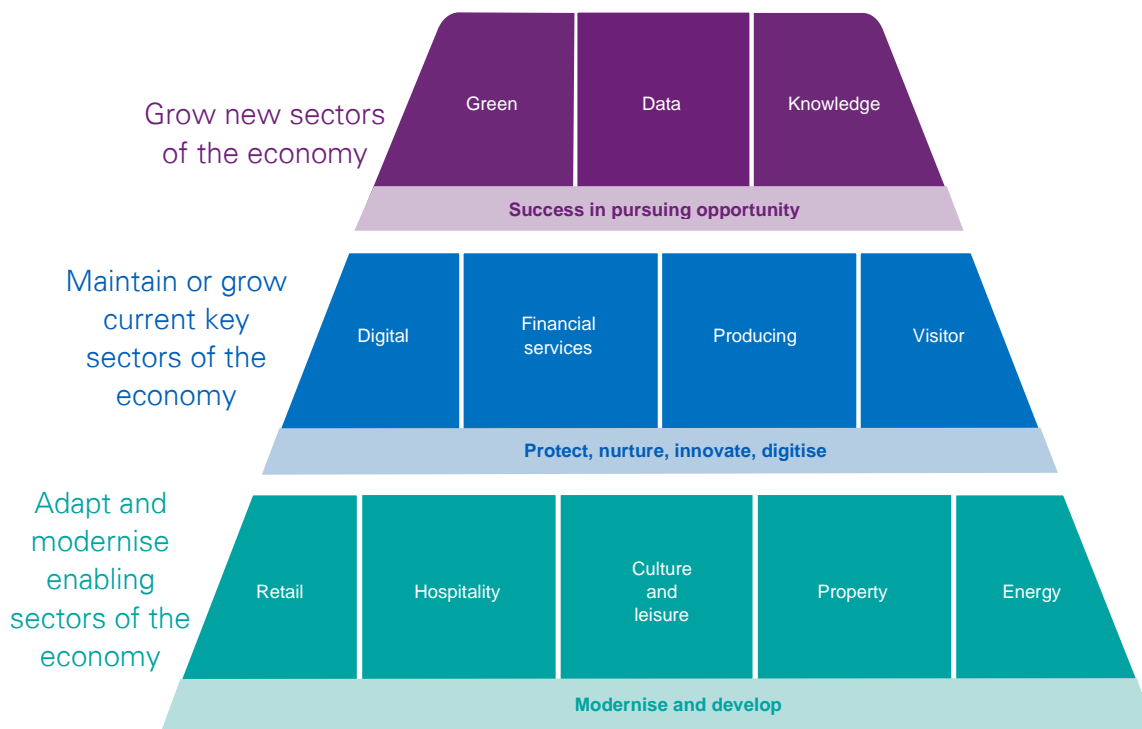 Grow new sectors
of the economy
Green
Data
Knowledge
Success in pursuing opportunity
Maintain or grow
current key
sectors of the
economy
Digital
Financial
services
Producing
Visitor
Protect, nurture, innovate, digitise
Adapt and
modernise
enabling
sectors of the
economy
Retail
Hospitality
Culture
and
leisure
Property
Energy
Modernise and develop